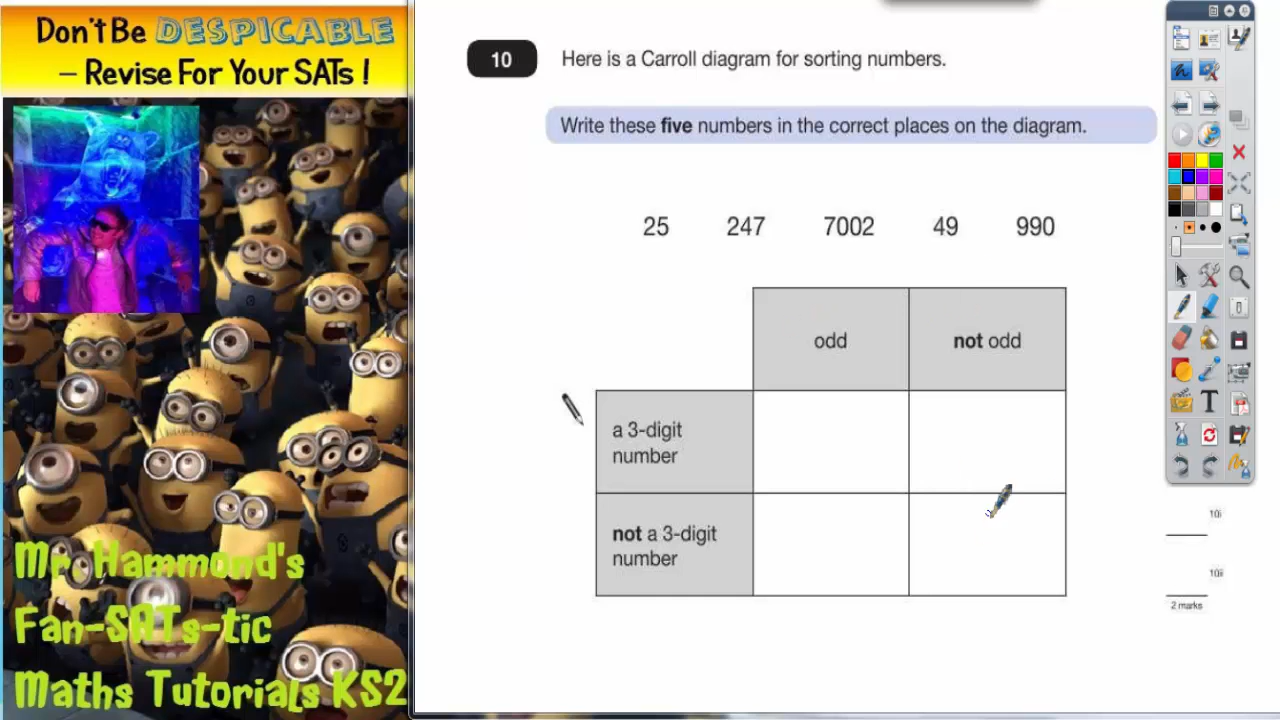 Don't Be DESPICABLE
– Revise For Your SATs !
Mr. Hammond's
Fan-SATs-tic
Maths Tutorials KS2
10
Here is a Carroll diagram for sorting numbers.
Write these five numbers in the correct places on the diagram.
25 247 7002 49 990
odd
not odd
a 3-digit
number
not a 3-digit
number
10i
10ii
2 marks
T